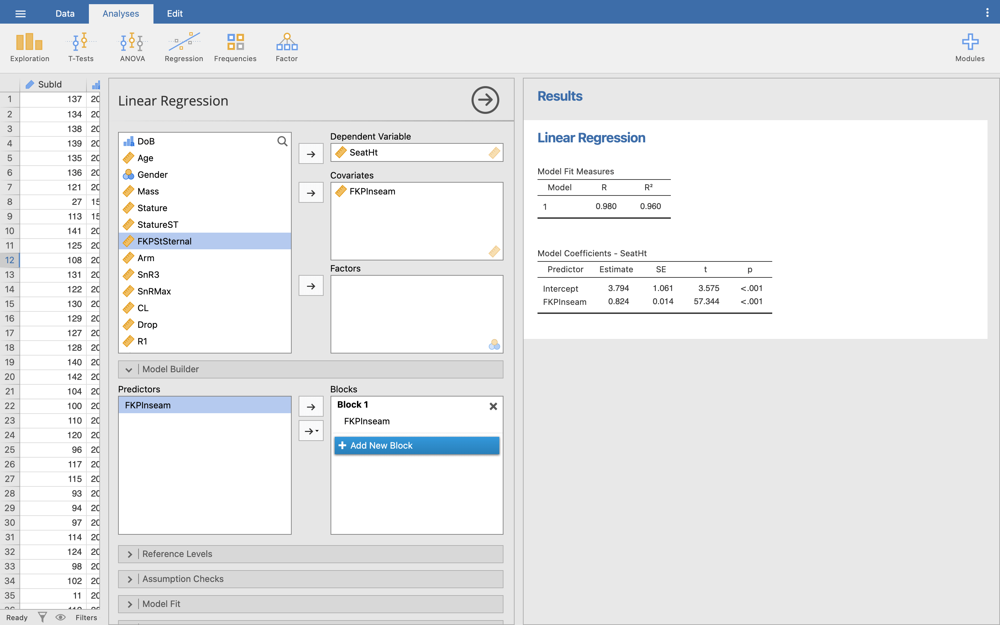 Data Analyses Edit
Exploration T-Tests ANOVA Regression Frequencies Factor Modules
SubId
1 137 20
2 134 20
3 138 20
4 139 20
5 135 20
6 136 20
7 121 20
8 27 15
9 113 15
10 141 20
11 125 20
12 108 20
13 131 20
14 122 20
15 130 20
16 129 20
17 127 20
18 128 20
19 140 20
20 142 20
21 104 20
22 100 20
23 110 20
24 120 20
25 96 20
26 117 20
27 115 20
28 93 20
29 94 20
30 97 20
31 114 20
32 124 20
33 98 20
34 102 20
35 11 20
Ready Filters
Linear Regression
DoB
Age
Gender
Mass
Stature
StatureST
FKPStSternal
Arm
SnR3
SnRMax
CL
Drop
R1
Dependent Variable
SeatHt
Covariates
FKPInseam
Factors
Model Builder
Predictors
FKPInseam
Blocks
Block 1
FKPInseam
Add New Block
Reference Levels
Assumption Checks
Model Fit
Results
Linear Regression
Model Fit Measures
Model R R²
1 0.980 0.960
Model Coefficients - SeatHt
Predictor Estimate SE t p
Intercept 3.794 1.061 3.575 <.001
FKPInseam 0.824 0.014 57.344 <.001